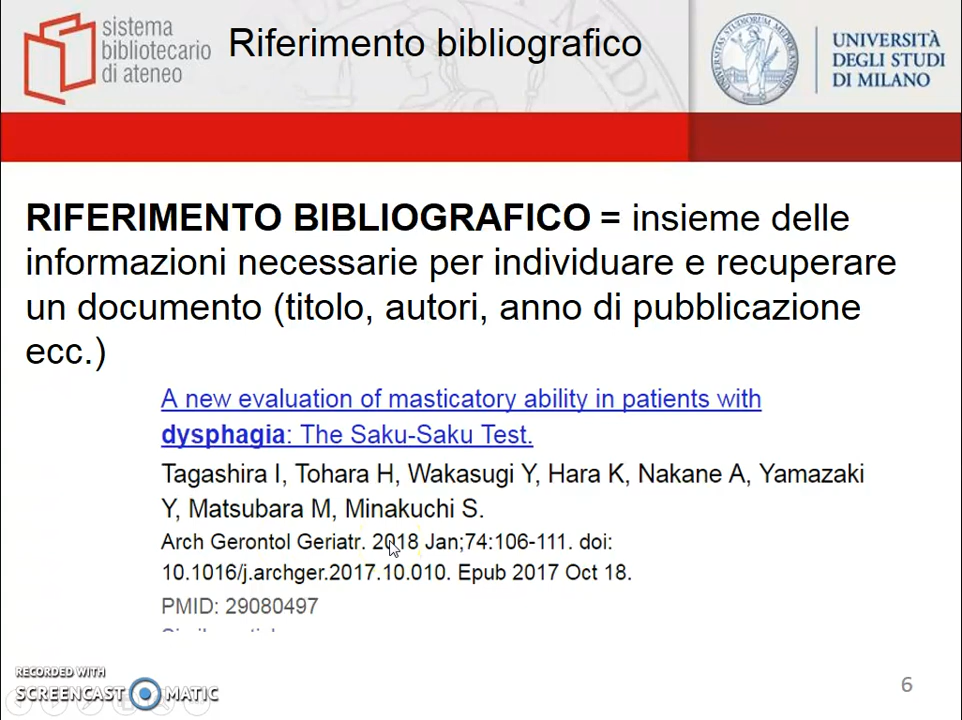 sistema
bibliotecario
di ateneo
Riferimento bibliografico
UNIVERSITÀ
DEGLI STUDI
DI MILANO
RIFERIMENTO BIBLIOGRAFICO = insieme delle
informazioni necessarie per individuare e recuperare
un documento (titolo, autori, anno di pubblicazione
ecc.)
A new evaluation of masticatory ability in patients with
dysphagia: The Saku-Saku Test.
Tagashira I, Tohara H, Wakasugi Y, Hara K, Nakane A, Yamazaki
Y, Matsubara M, Minakuchi S.
Arch Gerontol Geriatr. 2018 Jan;74:106-111. doi:
10.1016/j.archger.2017.10.010. Epub 2017 Oct 18.
PMID: 29080497
RECORDED WITH
SCREENCAST MATIC
6